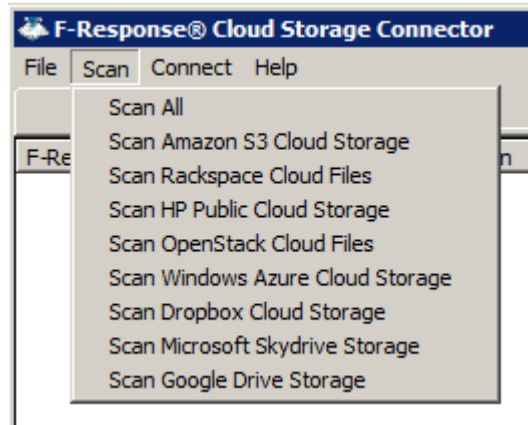 F-Response® Cloud Storage Connector
File Scan Connect Help
Scan All
Scan Amazon S3 Cloud Storage
F-Re
n
Scan Rackspace Cloud Files
Scan HP Public Cloud Storage
Scan OpenStack Cloud Files
Scan Windows Azure Cloud Storage
Scan Dropbox Cloud Storage
Scan Microsoft Skydrive Storage
Scan Google Drive Storage